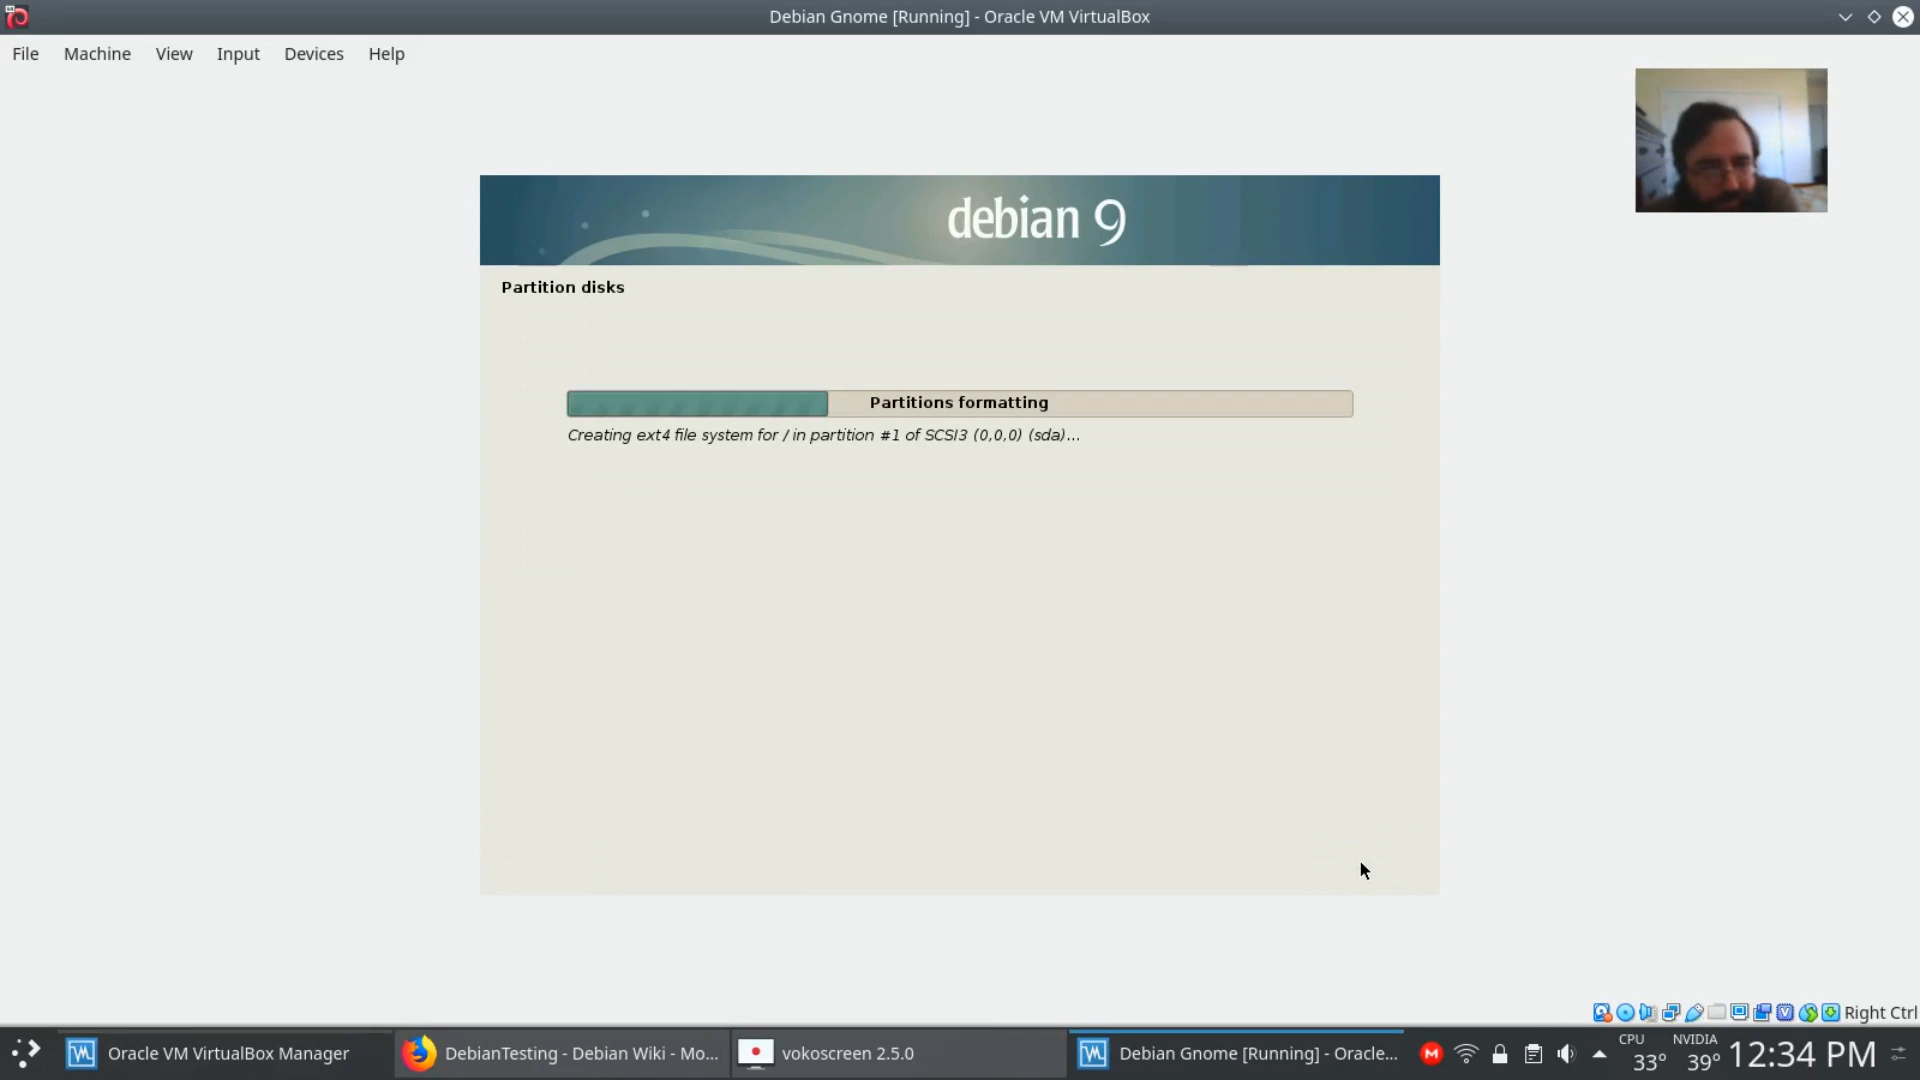 Debian Gnome [Running] - Oracle VM VirtualBox
File Machine View Input Devices Help
debian 9
Partition disks
Partitions formatting
Creating ext4 file system for / in partition #1 of SCSI3 (0,0,0) (sda)...
Right Ctrl
Oracle VM VirtualBox Manager
DebianTesting - Debian Wiki - Mo...
vokoscreen 2.5.0
Debian Gnome [Running] - Oracle...
M
CPU
33°
NVIDIA
39°
12:34 PM